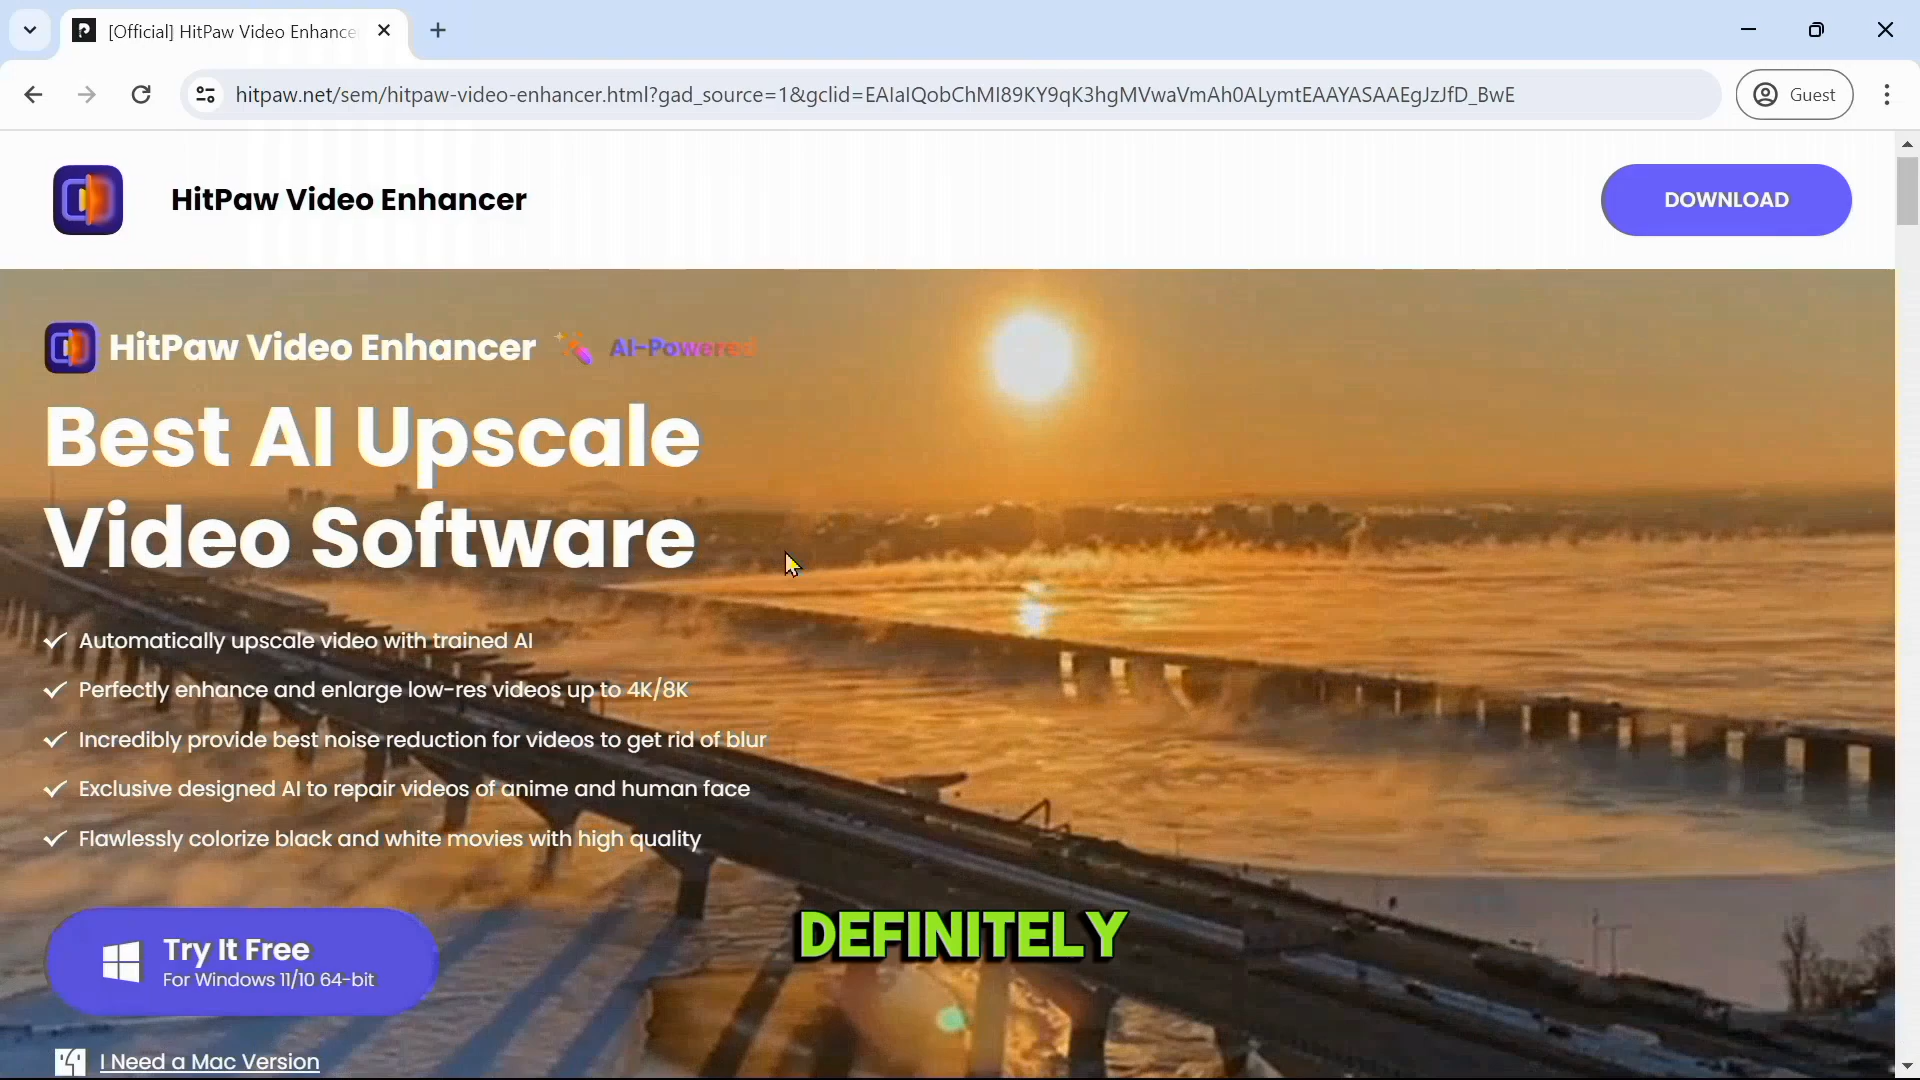 [Official] HitPaw Video Enhance
hitpaw.net/sem/hitpaw-video-enhancer.html?gad_source=1&gclid=EAIaIQobChMI89KY9qK3hgMVwaVmAh0ALymtEAAYASAAEgJzJfD_BwE
Guest
HitPaw Video Enhancer
DOWNLOAD
HitPaw Video Enhancer AI-Powered
Best AI Upscale
Video Software
Automatically upscale video with trained AI
Perfectly enhance and enlarge low-res videos up to 4K/8K
Incredibly provide best noise reduction for videos to get rid of blur
Exclusive designed AI to repair videos of anime and human face
Flawlessly colorize black and white movies with high quality
DEFINITELY
Try It Free
For Windows 11/10 64-bit
I Need a Mac Version